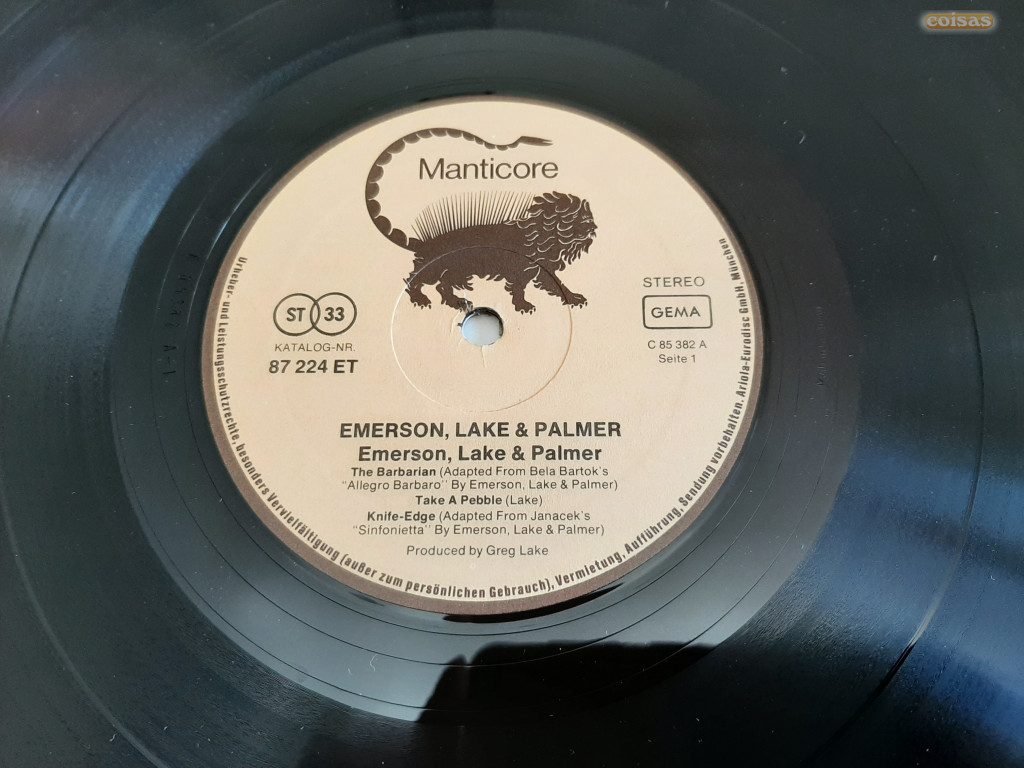 coisas
Manticore
STEREO
GEMA
C 85 382 A
Seite 1
ST 33
KATALOG-NR.
87 224 ET
EMERSON, LAKE & PALMER
Emerson, Lake & Palmer
The Barbarian (Adapted From Bela Bartok's
"Allegro Barbaro" By Emerson, Lake & Palmer)
Take A Pebble (Lake)
Knife-Edge (Adapted From Janacek's
"Sinfonietta" By Emerson, Lake & Palmer)
Produced by Greg Lake
Urheber- und Leistungsschutzrechte, besonders Vervielfältigung (außer zum persönlichen Gebrauch), Vermietung, Aufführung, Sendung vorbehalten. Ariola-Eurodisc GmbH. München